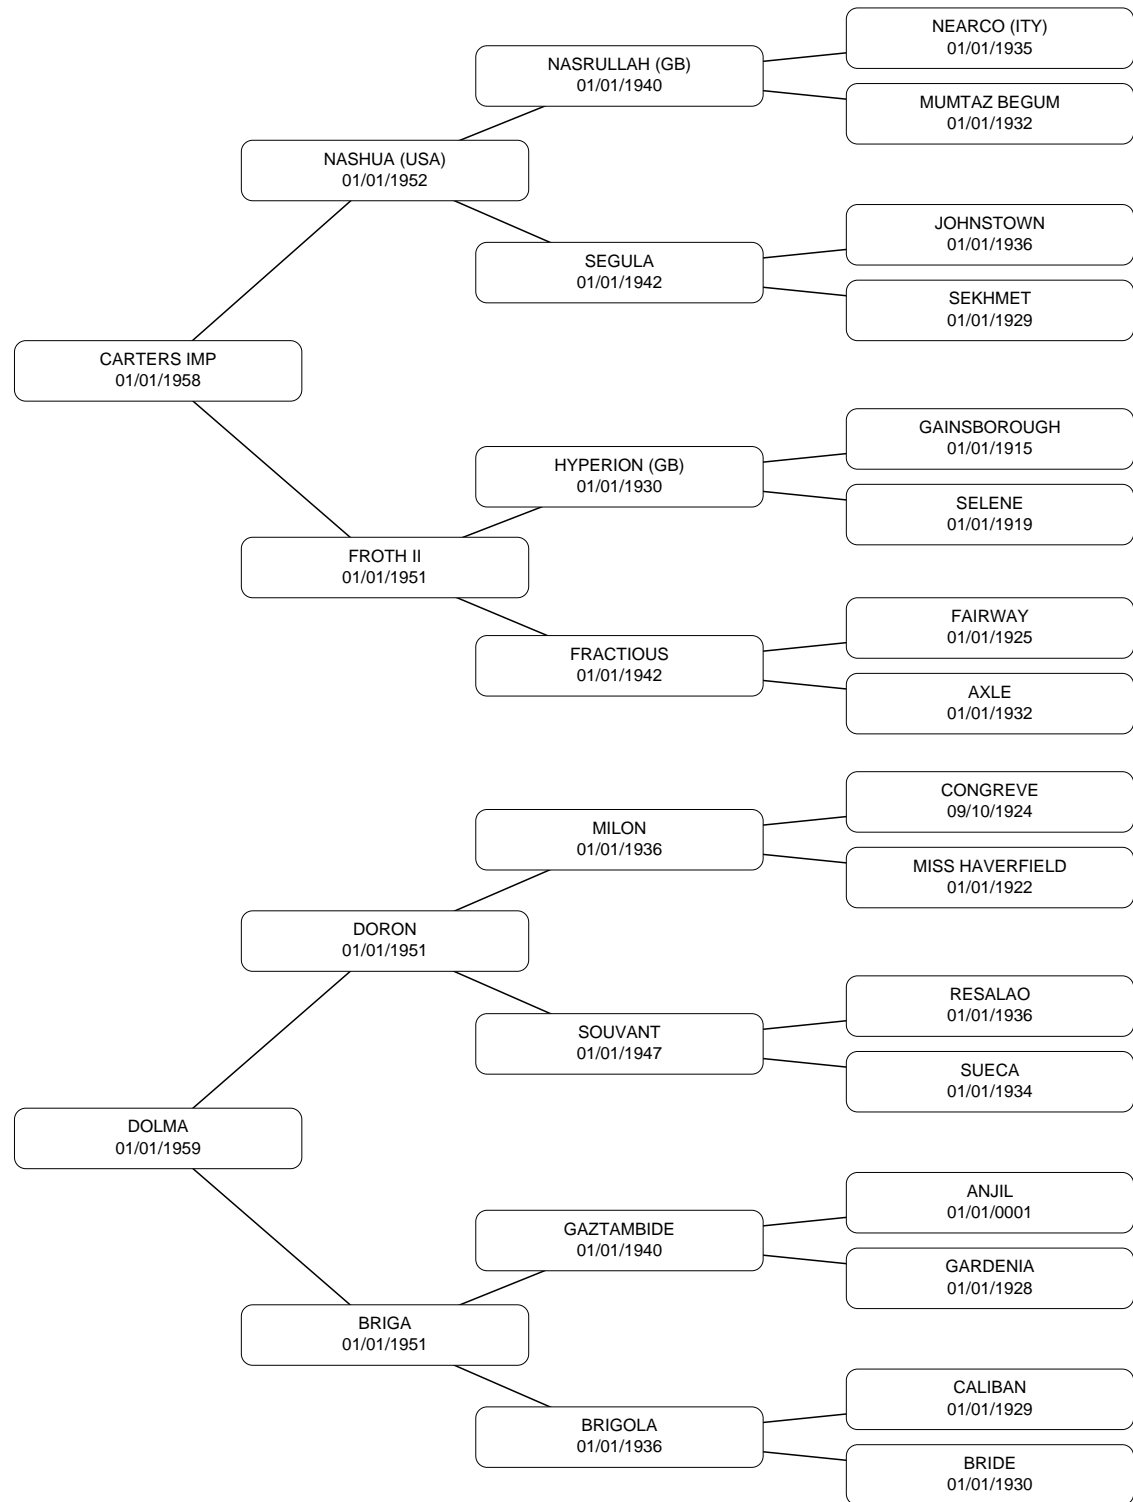 NEARCO (ITY)
01/01/1935
NASRULLAH (GB)
01/01/1940
MUMTAZ BEGUM
01/01/1932
NASHUA (USA)
01/01/1952
JOHNSTOWN
01/01/1936
SEGULA
01/01/1942
SEKHMET
01/01/1929
CARTERS IMP
01/01/1958
GAINSBOROUGH
01/01/1915
HYPERION (GB)
01/01/1930
SELENE
01/01/1919
FROTH II
01/01/1951
FAIRWAY
01/01/1925
FRACTIOUS
01/01/1942
AXLE
01/01/1932
CONGREVE
09/10/1924
MILON
01/01/1936
MISS HAVERFIELD
01/01/1922
DORON
01/01/1951
RESALAO
01/01/1936
SOUVANT
01/01/1947
SUECA
01/01/1934
DOLMA
01/01/1959
ANJIL
01/01/0001
GAZTAMBIDE
01/01/1940
GARDENIA
01/01/1928
BRIGA
01/01/1951
CALIBAN
01/01/1929
BRIGOLA
01/01/1936
BRIDE
01/01/1930